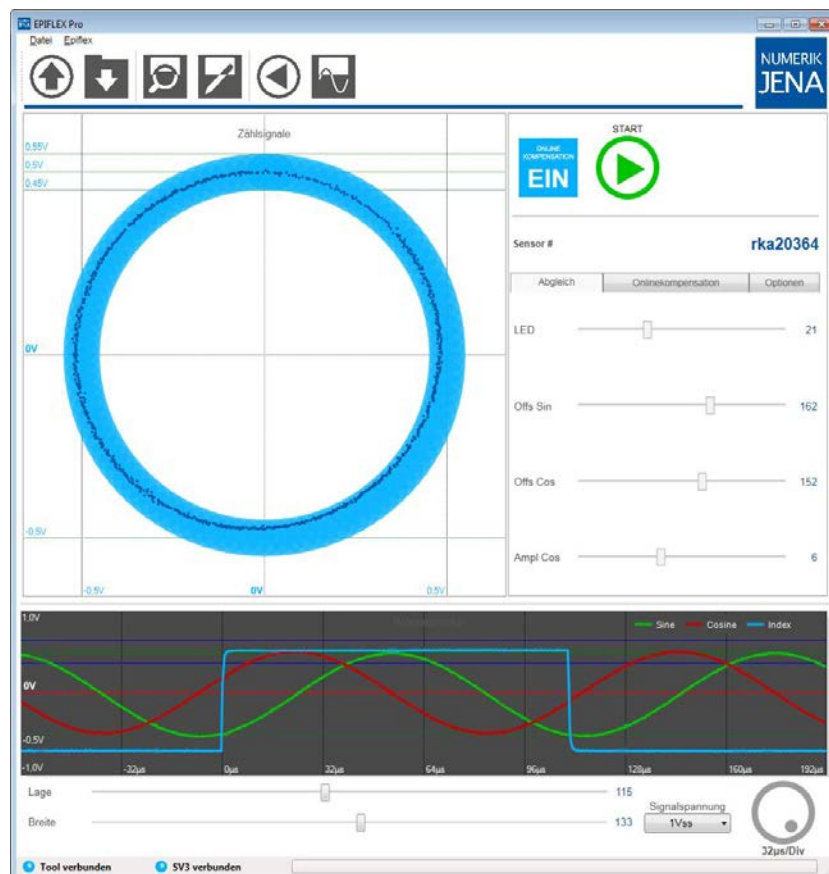 EPIFLEX Pro
Datei Epiflex
NUMERIK
JENA
Zählsignale
0.55V
0.5V
0.45V
0V
-0.5V
-0.5V 0V 0.5V
ONLINE
KOMPENSATION
EIN
START
Sensor # rka20364
Abgleich Onlinekompensation Optionen
LED 21
Offs Sin 162
Offs Cos 152
Ampl Cos 6
1.0V
Sine Cosine Index
0V
-0.5V
-1.0V -32µs 0µs 32µs 64µs 96µs 128µs 160µs 192µs
Lage 115
Signalspannung
Breite 133 1Vss
32µs/Div
Tool verbunden SV3 verbunden